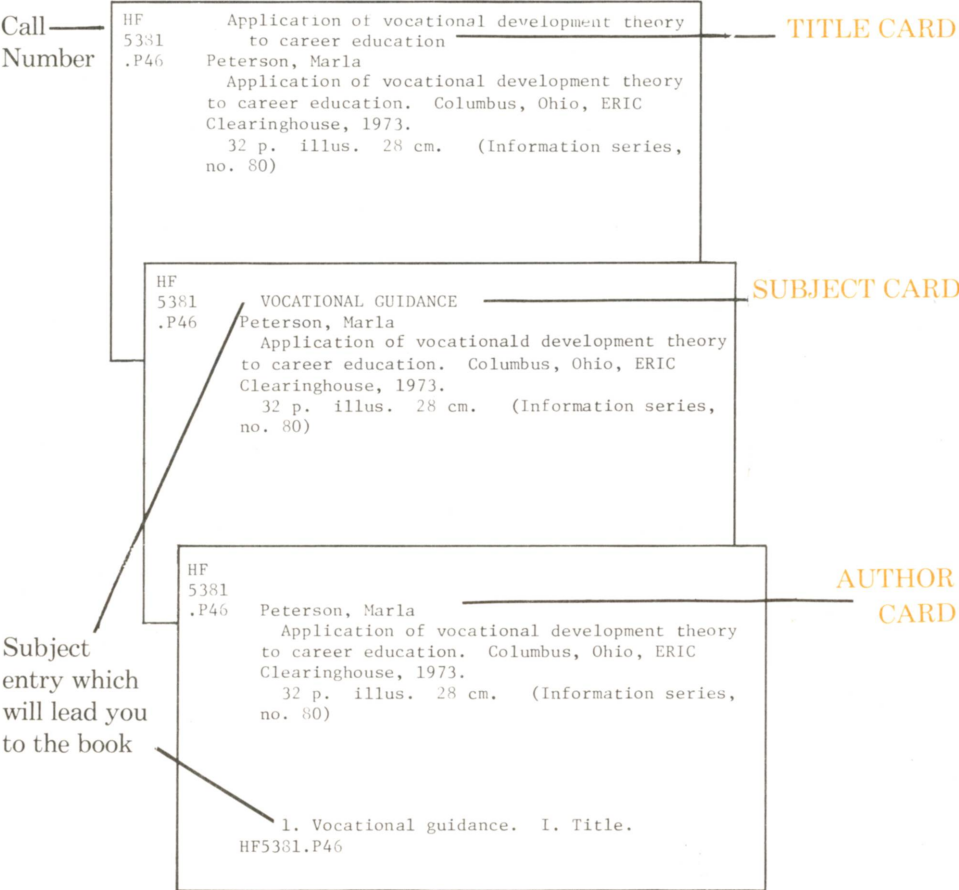 Call
Number
TITLE CARD
HF
5381
.P46
Application of vocational development theory
to career education
Peterson, Marla
Application of vocational development theory
to career education. Columbus, Ohio, ERIC
Clearinghouse, 1973.
32 p. illus. 28 cm. (Information series,
no. 80)
SUBJECT CARD
HF
5381
.P46
VOCATIONAL GUIDANCE
Peterson, Marla
Application of vocationald development theory
to career education. Columbus, Ohio, ERIC
Clearinghouse, 1973.
32 p. illus. 28 cm. (Information series,
no. 80)
AUTHOR
CARD
HF
5381
.P46
Peterson, Marla
Application of vocational development theory
to career education. Columbus, Ohio, ERIC
Clearinghouse, 1973.
32 p. illus. 28 cm. (Information series,
no. 80)
Subject
entry which
will lead you
to the book
1. Vocational guidance. I. Title.
HF5381.P46